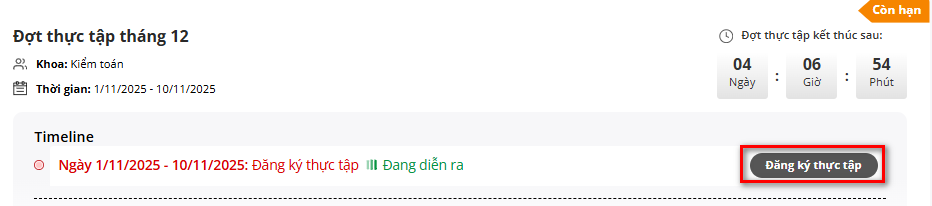 Còn hạn
Đợt thực tập tháng 12
Đợt thực tập kết thúc sau:
Khoa: Kiểm toán
Thời gian: 1/11/2025 - 10/11/2025
04 : 06 : 54
Ngày Giờ Phút
Timeline
Ngày 1/11/2025 - 10/11/2025: Đăng ký thực tập Đang diễn ra
Đăng ký thực tập